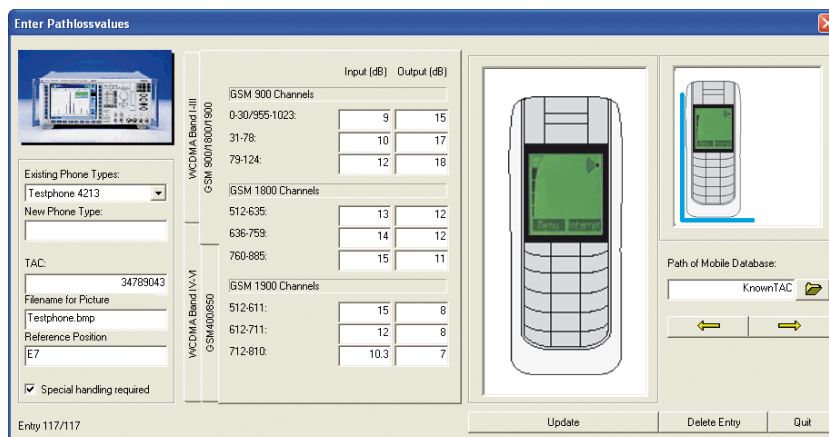 Enter Pathlossvalues
Existing Phone Types:
Testphone 4213
New Phone Type:
TAC:
34789043
Filename for Picture
Testphone.bmp
Reference Position
E7
Special handling required
Entry 117/117
WCDMA Band I-III
GSM 900/1800/1900
WCDMA Band IV-VI
GSM400/850
Input (dB) Output (dB)
GSM 900 Channels
0-30/955-1023: 9 15
31-78: 10 17
79-124: 12 18
GSM 1800 Channels
512-635: 13 12
636-759: 14 12
760-885: 15 11
GSM 1900 Channels
512-611: 15 8
612-711: 12 8
712-810: 10.3 7
Menu Internet
Menu Internet
Path of Mobile Database:
KnownTAC
Update
Delete Entry
Quit